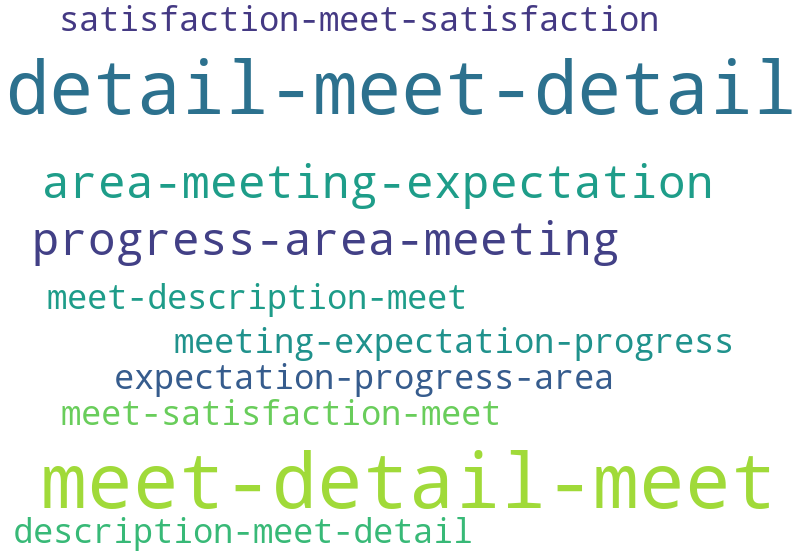 satisfaction-meet-satisfaction
detail-meet-detail
area-meeting-expectation
progress-area-meeting
meet-description-meet
meeting-expectation-progress
expectation-progress-area
meet-satisfaction-meet
meet-detail-meet
description-meet-detail